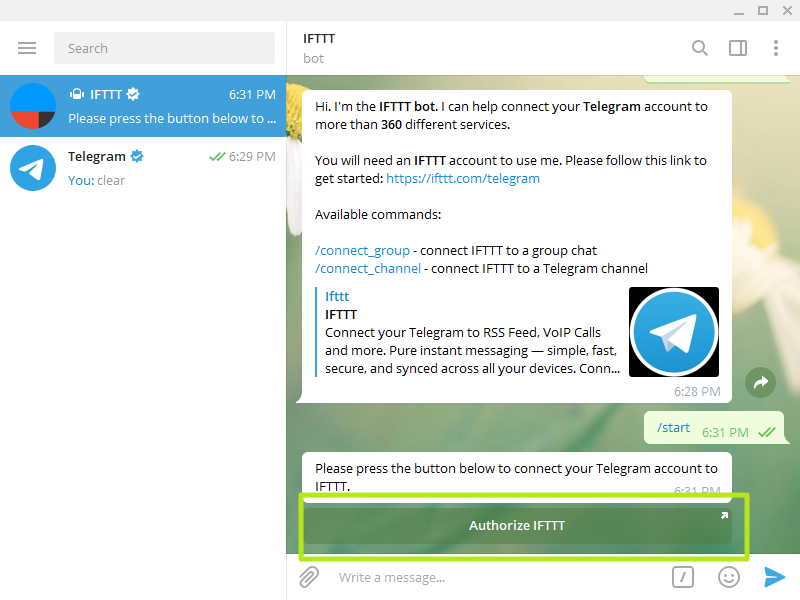 Search
IFTTT
6:31 PM
Please press the button below to ...
Telegram
6:29 PM
You: clear
IFTTT
bot
Hi. I'm the IFTTT bot. I can help connect your Telegram account to
more than 360 different services.
You will need an IFTTT account to use me. Please follow this link to
get started: https://ifttt.com/telegram
Available commands:
/connect_group - connect IFTTT to a group chat
/connect_channel - connect IFTTT to a Telegram channel
Ifttt
IFTTT
Connect your Telegram to RSS Feed, VoIP Calls
and more. Pure instant messaging — simple, fast,
secure, and synced across all your devices. Conn...
6:28 PM
/start 6:31 PM
Please press the button below to connect your Telegram account to
IFTTT. 6:31 PM
Authorize IFTTT
Write a message...